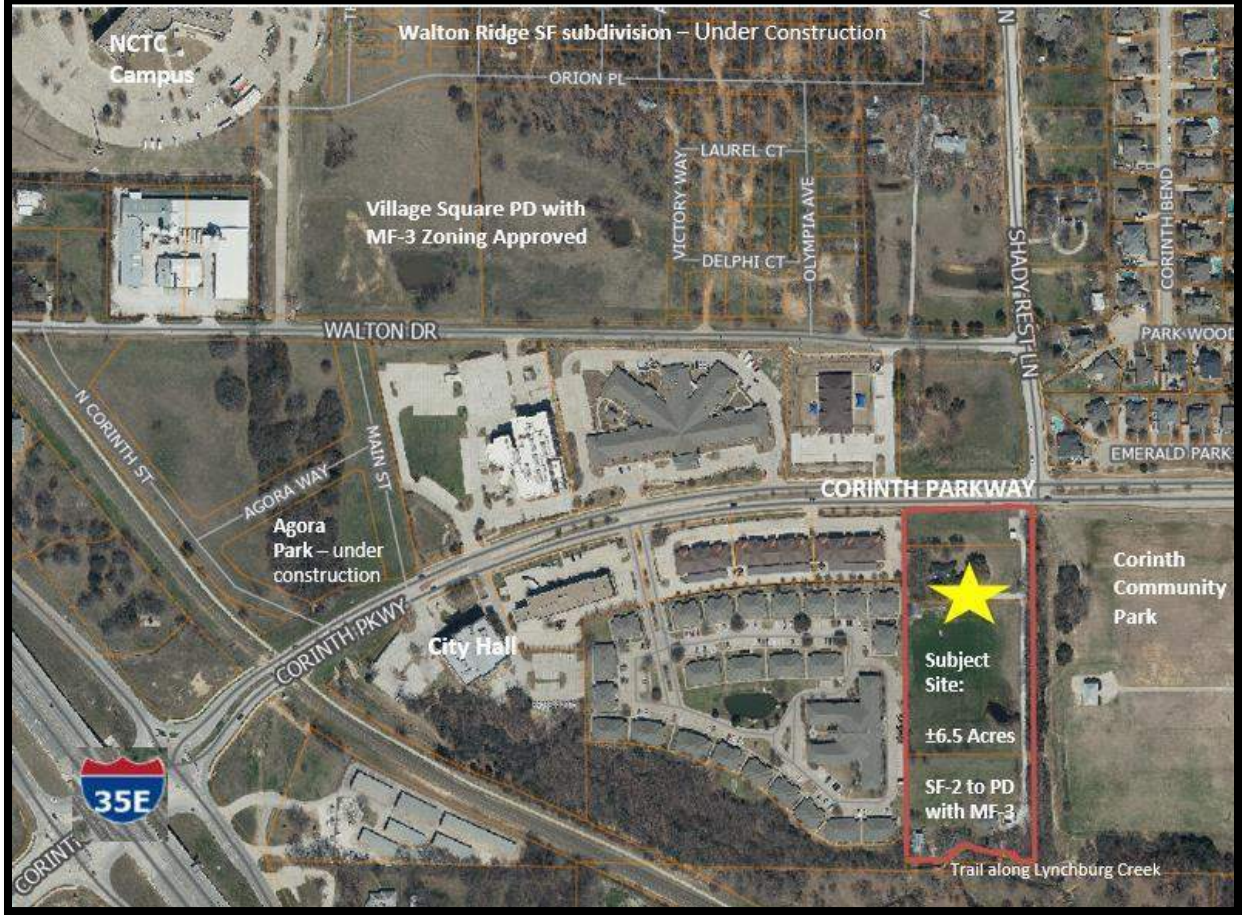 NCTC
Campus
Walton Ridge SF subdivision – Under Construction
ORION PL
N
LAUREL CT
VICTORY WAY
OLYMPIA AVE
Village Square PD with
MF-3 Zoning Approved
DELPHI CT
SHADY REST LN
CORINTH BEND
WALTON DR
PARK WOOD
N CORINTH ST
MAIN ST
AGORA WAY
EMERALD PARK
CORINTH PARKWAY
Agora
Park – under
construction
Corinth
Community
Park
CORINTH PKWY
City Hall
Subject
Site:
±6.5 Acres
SF-2 to PD
with MF-3
35E
CORINTH
Trail along Lynchburg Creek